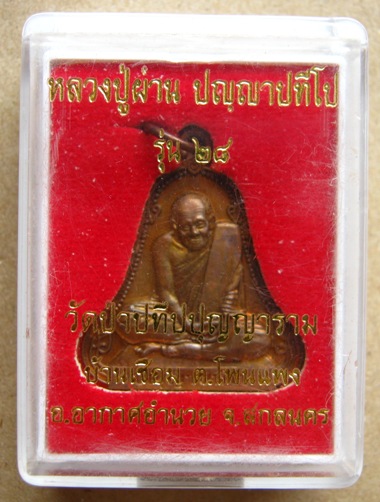 หลวงปู่ผ่าน ปญฺญาปทีโป
รุ่น ๒๘
วัดป่าปทีปปุญญาราม
บ้านเซือม ต.โพนแพง
อ.อากาศอำนวย จ.สกลนคร